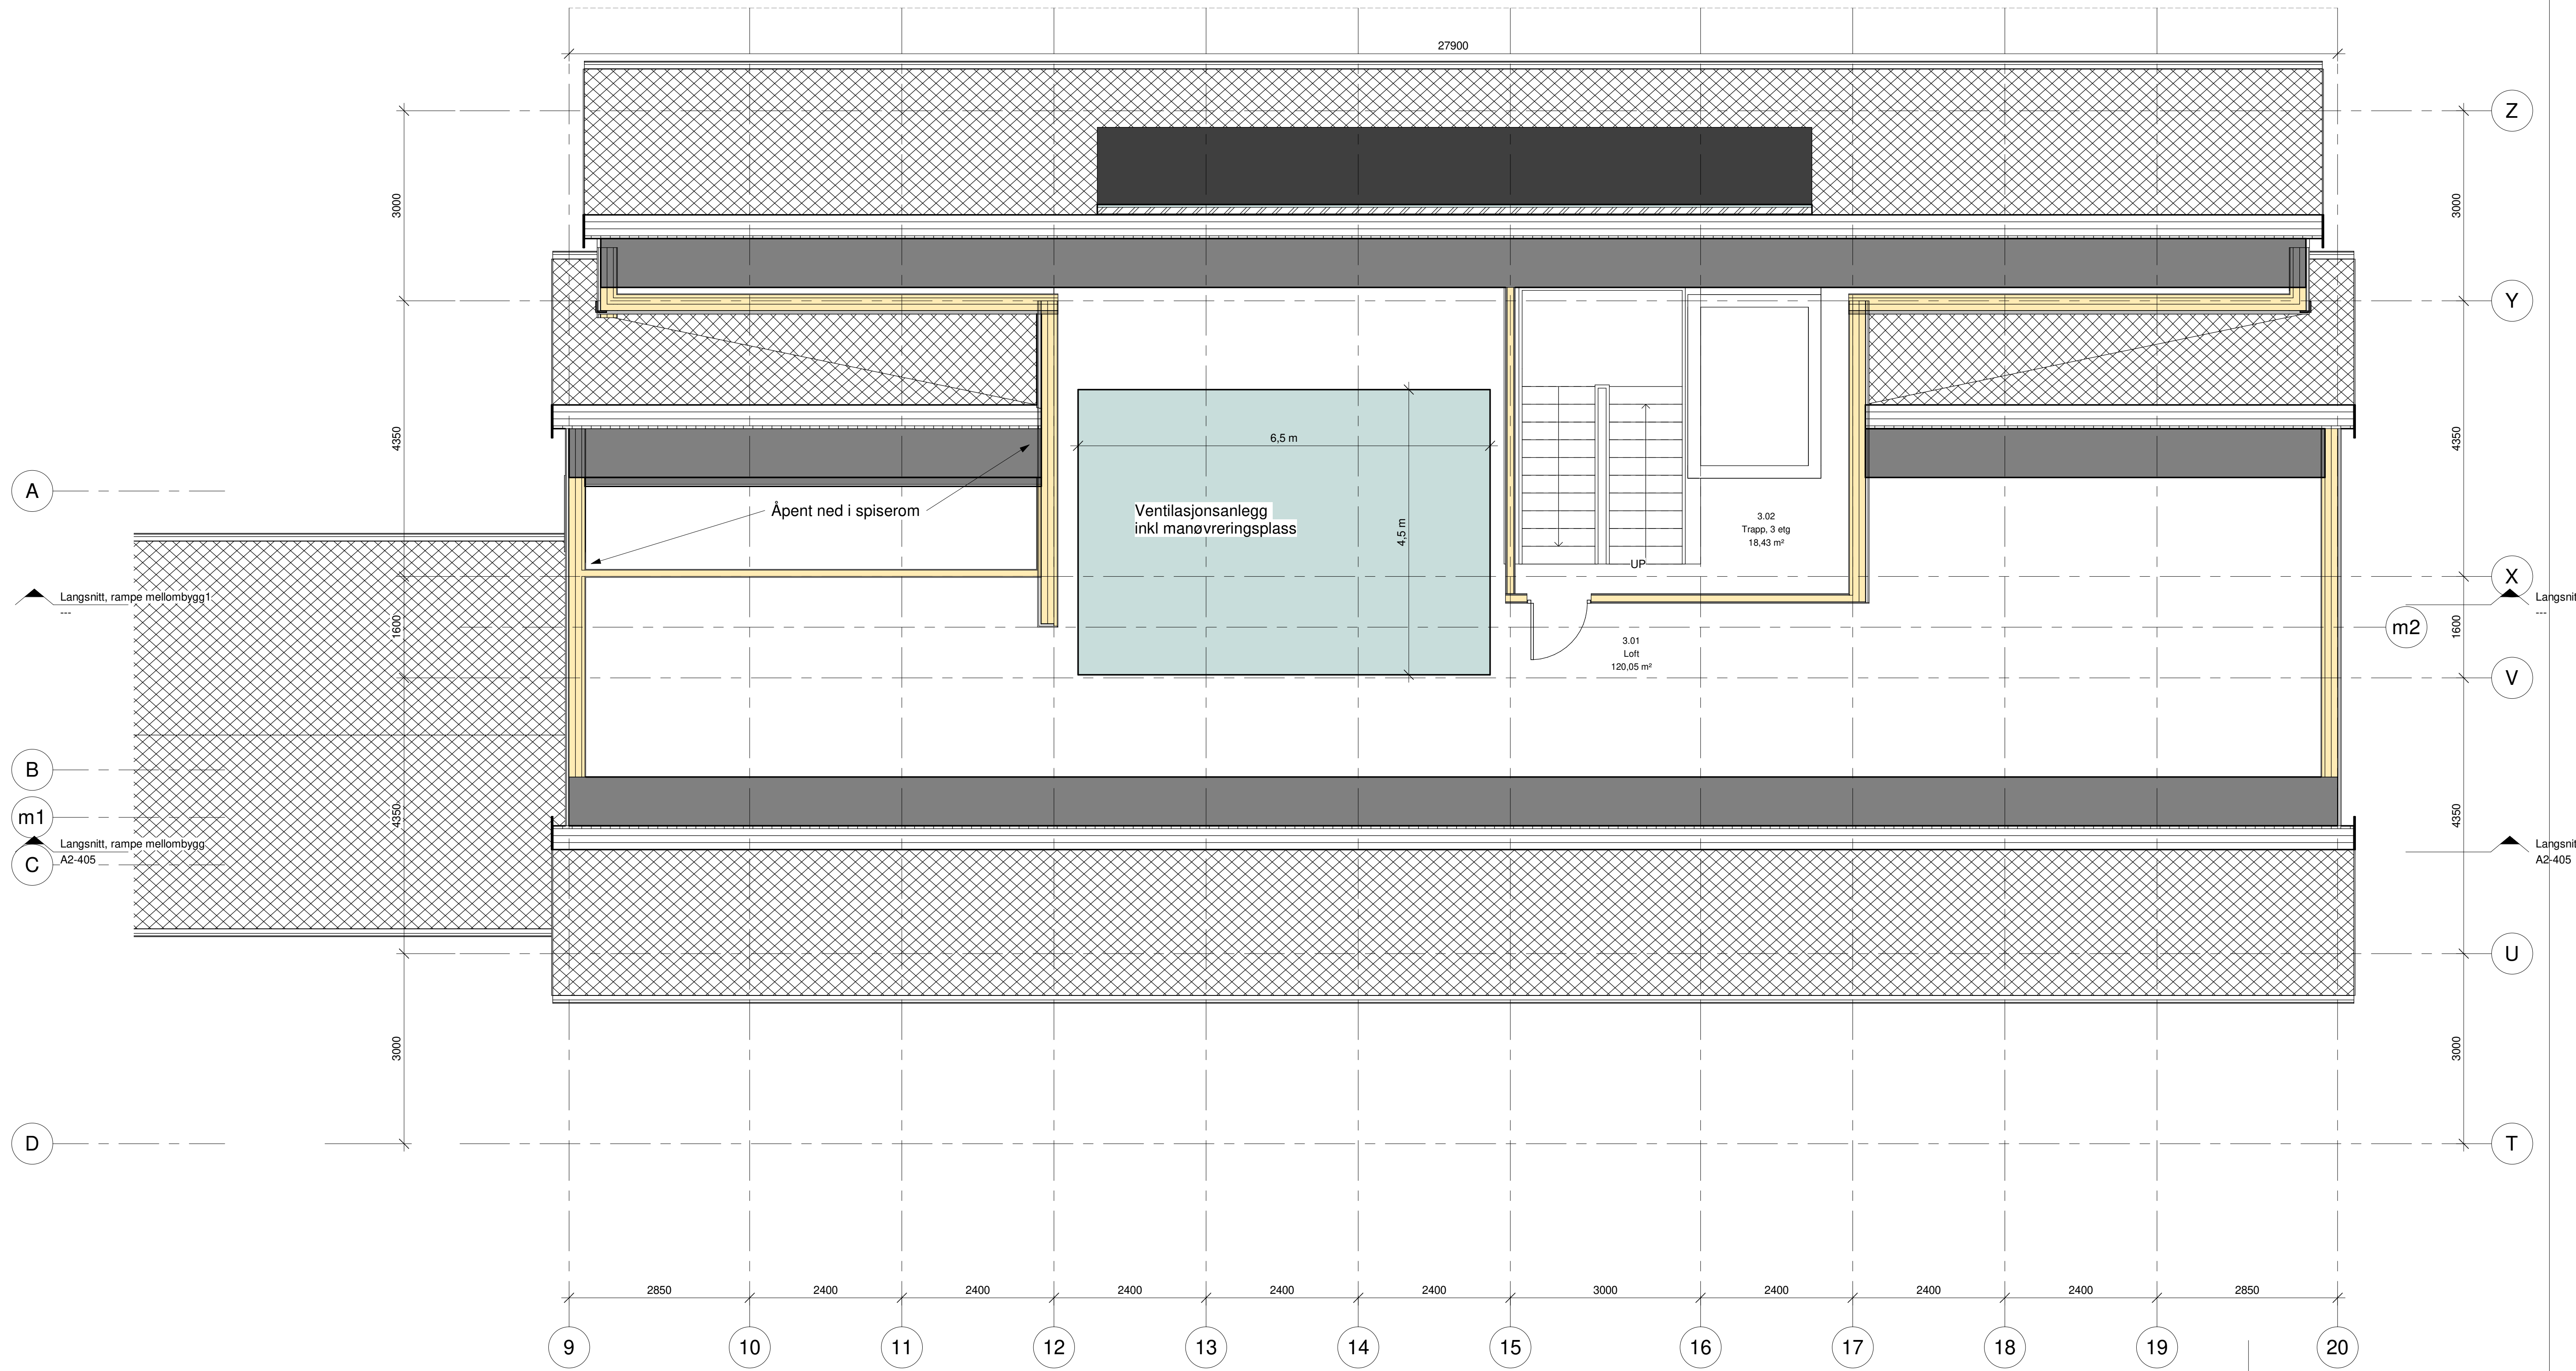 27900
Z
3000
3000
Y
4350
4350
6,5 m
A
Åpent ned i spiserom
Ventilasjonsanlegg
inkl manøvreringsplass
4,5 m
3.02
Trapp, 3 etg
18,43 m²
UP
X
Langsnitt, rampe mellombygg1
---
Langsnit
---
1600
1600
m2
3.01
Loft
120,05 m²
V
B
m1
4350
4350
Langsnitt, rampe mellombygg
A2-405
Langsnit
A2-405
C
U
3000
3000
D
T
2850
2400
2400
2400
2400
2400
3000
2400
2400
2400
2850
9
10
11
12
13
14
15
16
17
18
19
20